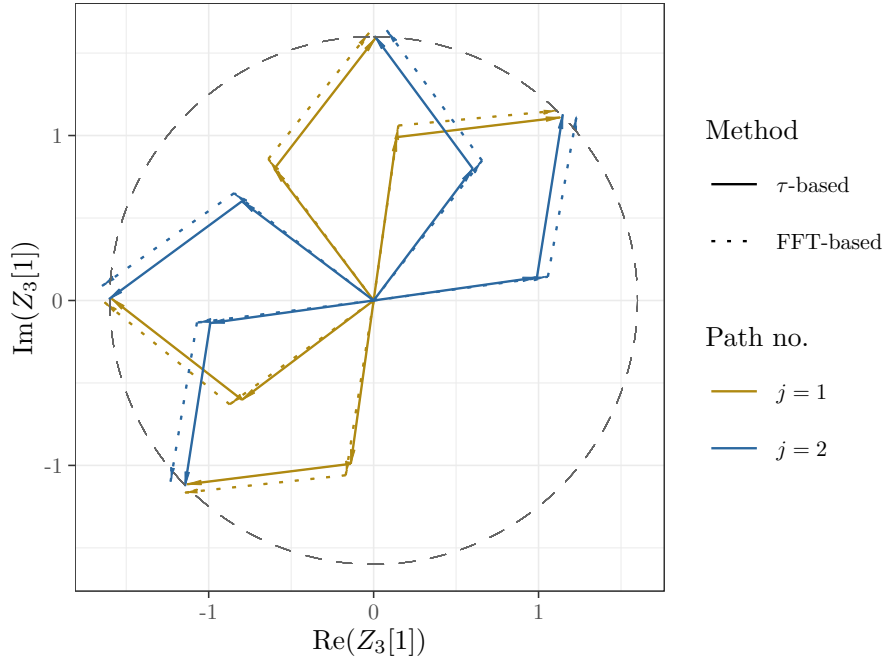 1
0
-1
-1
0
1
Im(Z₃[1])
Re(Z₃[1])
Method
τ-based
FFT-based
Path no.
j = 1
j = 2